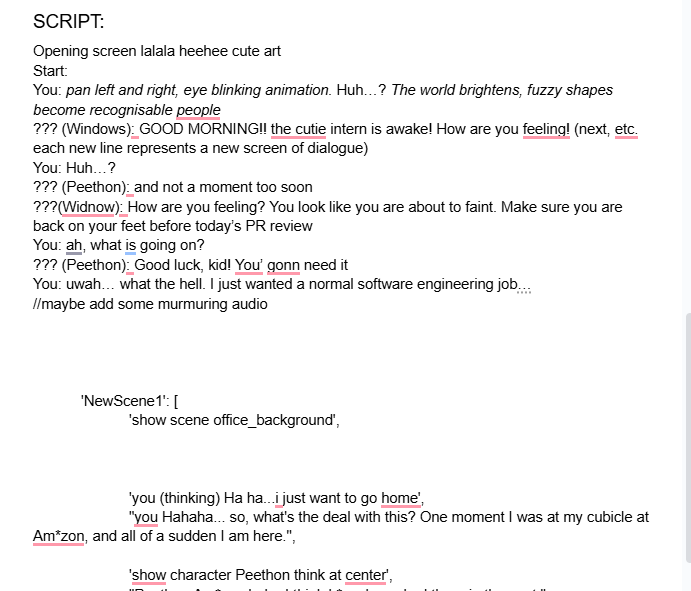 SCRIPT:
Opening screen lalala heehee cute art
Start:
You: pan left and right, eye blinking animation. Huh…? The world brightens, fuzzy shapes
become recognisable people
??? (Windows): GOOD MORNING!! the cutie intern is awake! How are you feeling! (next, etc.
each new line represents a new screen of dialogue)
You: Huh…?
??? (Peethon): and not a moment too soon
???(Widnow): How are you feeling? You look like you are about to faint. Make sure you are
back on your feet before today’s PR review
You: ah, what is going on?
??? (Peethon): Good luck, kid! You’ gonn need it
You: uwah… what the hell. I just wanted a normal software engineering job…
//maybe add some murmuring audio
'NewScene1': [
'show scene office_background',
'you (thinking) Ha ha...i just want to go home',
"you Hahaha... so, what's the deal with this? One moment I was at my cubicle at
Am*zon, and all of a sudden I am here.",
'show character Peethon think at center',